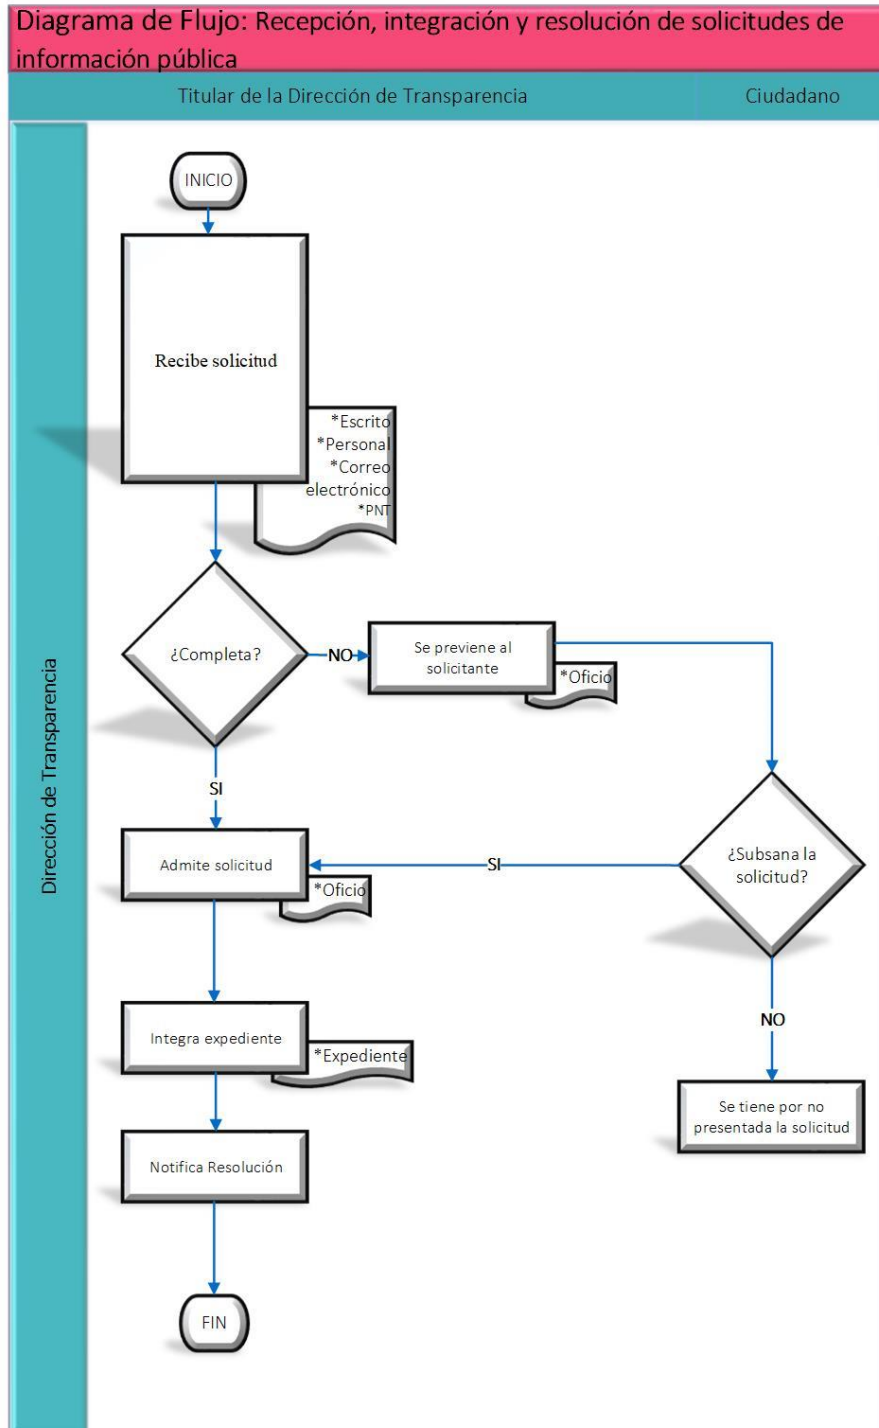 Diagrama de Flujo: Recepción, integración y resolución de solicitudes de
información pública
Titular de la Dirección de Transparencia
Ciudadano
Dirección de Transparencia
INICIO
Recibe solicitud
*Escrito
*Personal
*Correo
electrónico
*PNT
¿Completa?
NO
Se previene al
solicitante
*Oficio
SI
¿Subsana la
solicitud?
SI
Admite solicitud
*Oficio
NO
Integra expediente
*Expediente
Se tiene por no
presentada la solicitud
Notifica Resolución
FIN